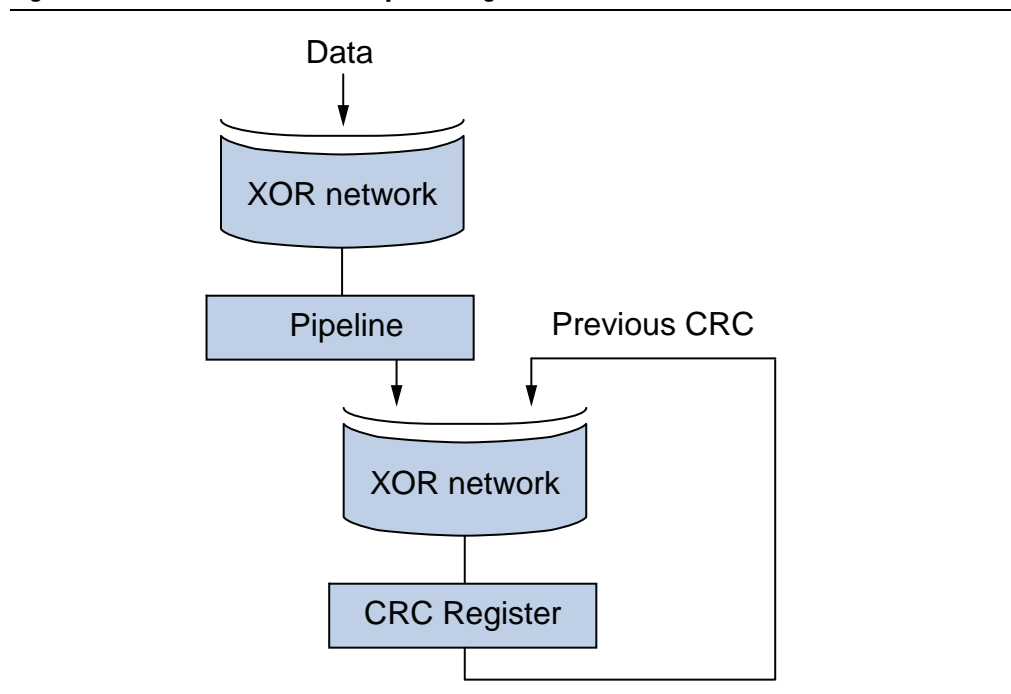 Data
XOR network
Pipeline
Previous CRC
XOR network
CRC Register